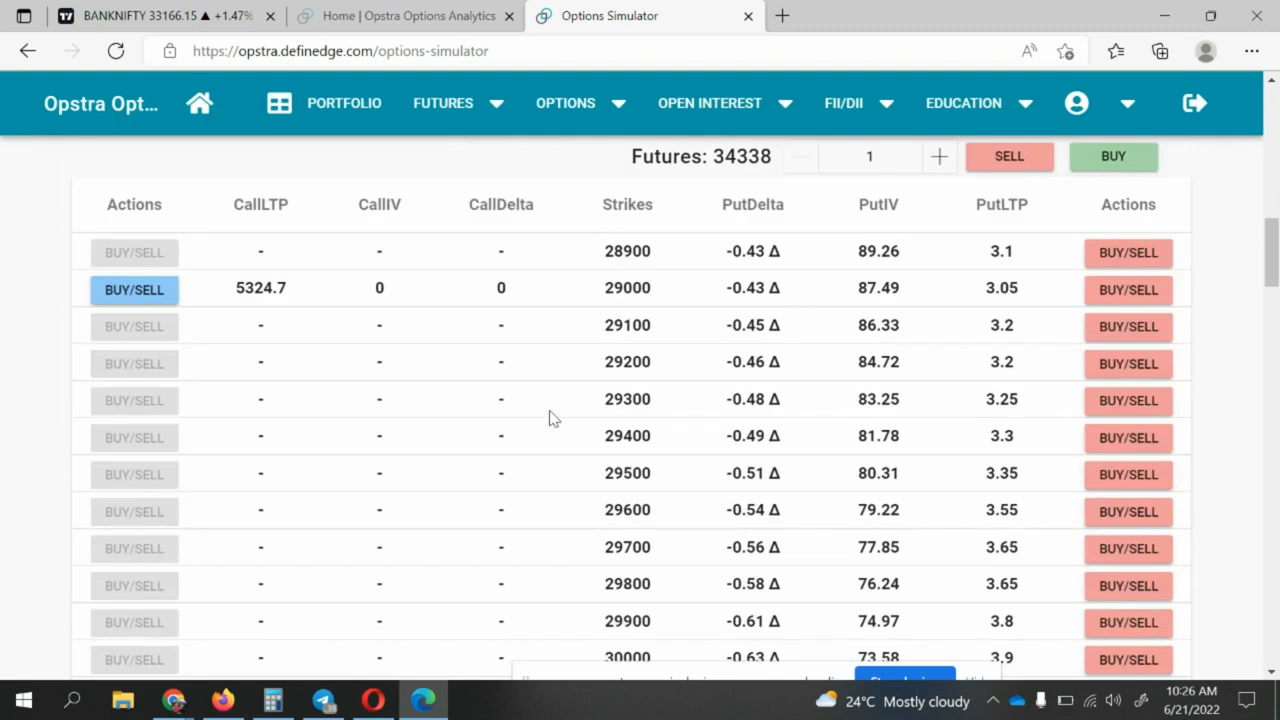 BANKNIFTY 33166.15 ▲ +1.47%
Home | Opstra Options Analytics
Options Simulator
https://opstra.definedge.com/options-simulator
Opstra Opt...
PORTFOLIO
FUTURES
OPTIONS
OPEN INTEREST
FII/DII
EDUCATION
Futures: 34338
1
SELL
BUY
Actions CallLTP CallIV CallDelta Strikes PutDelta PutIV PutLTP Actions
BUY/SELL - - - 28900 -0.43 Δ 89.26 3.1 BUY/SELL
BUY/SELL 5324.7 0 0 29000 -0.43 Δ 87.49 3.05 BUY/SELL
BUY/SELL - - - 29100 -0.45 Δ 86.33 3.2 BUY/SELL
BUY/SELL - - - 29200 -0.46 Δ 84.72 3.2 BUY/SELL
BUY/SELL - - - 29300 -0.48 Δ 83.25 3.25 BUY/SELL
BUY/SELL - - - 29400 -0.49 Δ 81.78 3.3 BUY/SELL
BUY/SELL - - - 29500 -0.51 Δ 80.31 3.35 BUY/SELL
BUY/SELL - - - 29600 -0.54 Δ 79.22 3.55 BUY/SELL
BUY/SELL - - - 29700 -0.56 Δ 77.85 3.65 BUY/SELL
BUY/SELL - - - 29800 -0.58 Δ 76.24 3.65 BUY/SELL
BUY/SELL - - - 29900 -0.61 Δ 74.97 3.8 BUY/SELL
BUY/SELL - - - 30000 -0.63 Δ 73.58 3.9 BUY/SELL
24°C Mostly cloudy
10:26 AM
6/21/2022